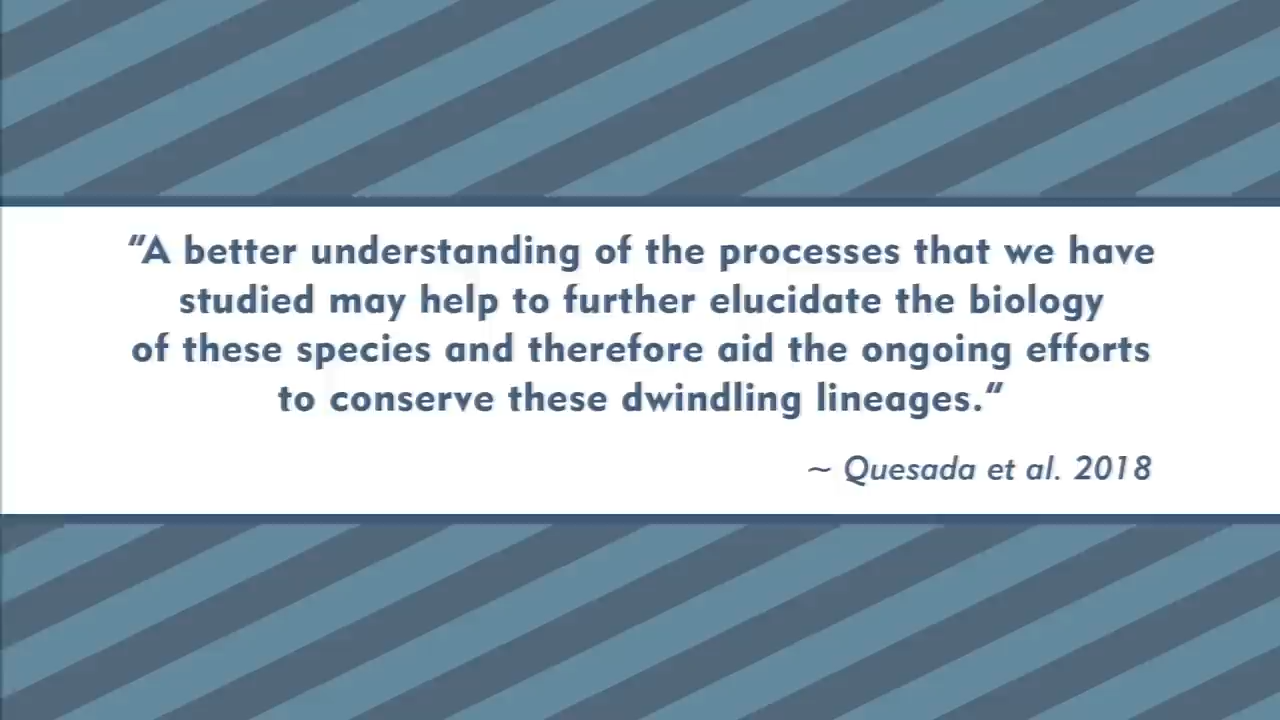 "A better understanding of the processes that we have
studied may help to further elucidate the biology
of these species and therefore aid the ongoing efforts
to conserve these dwindling lineages."
~ Quesada et al. 2018